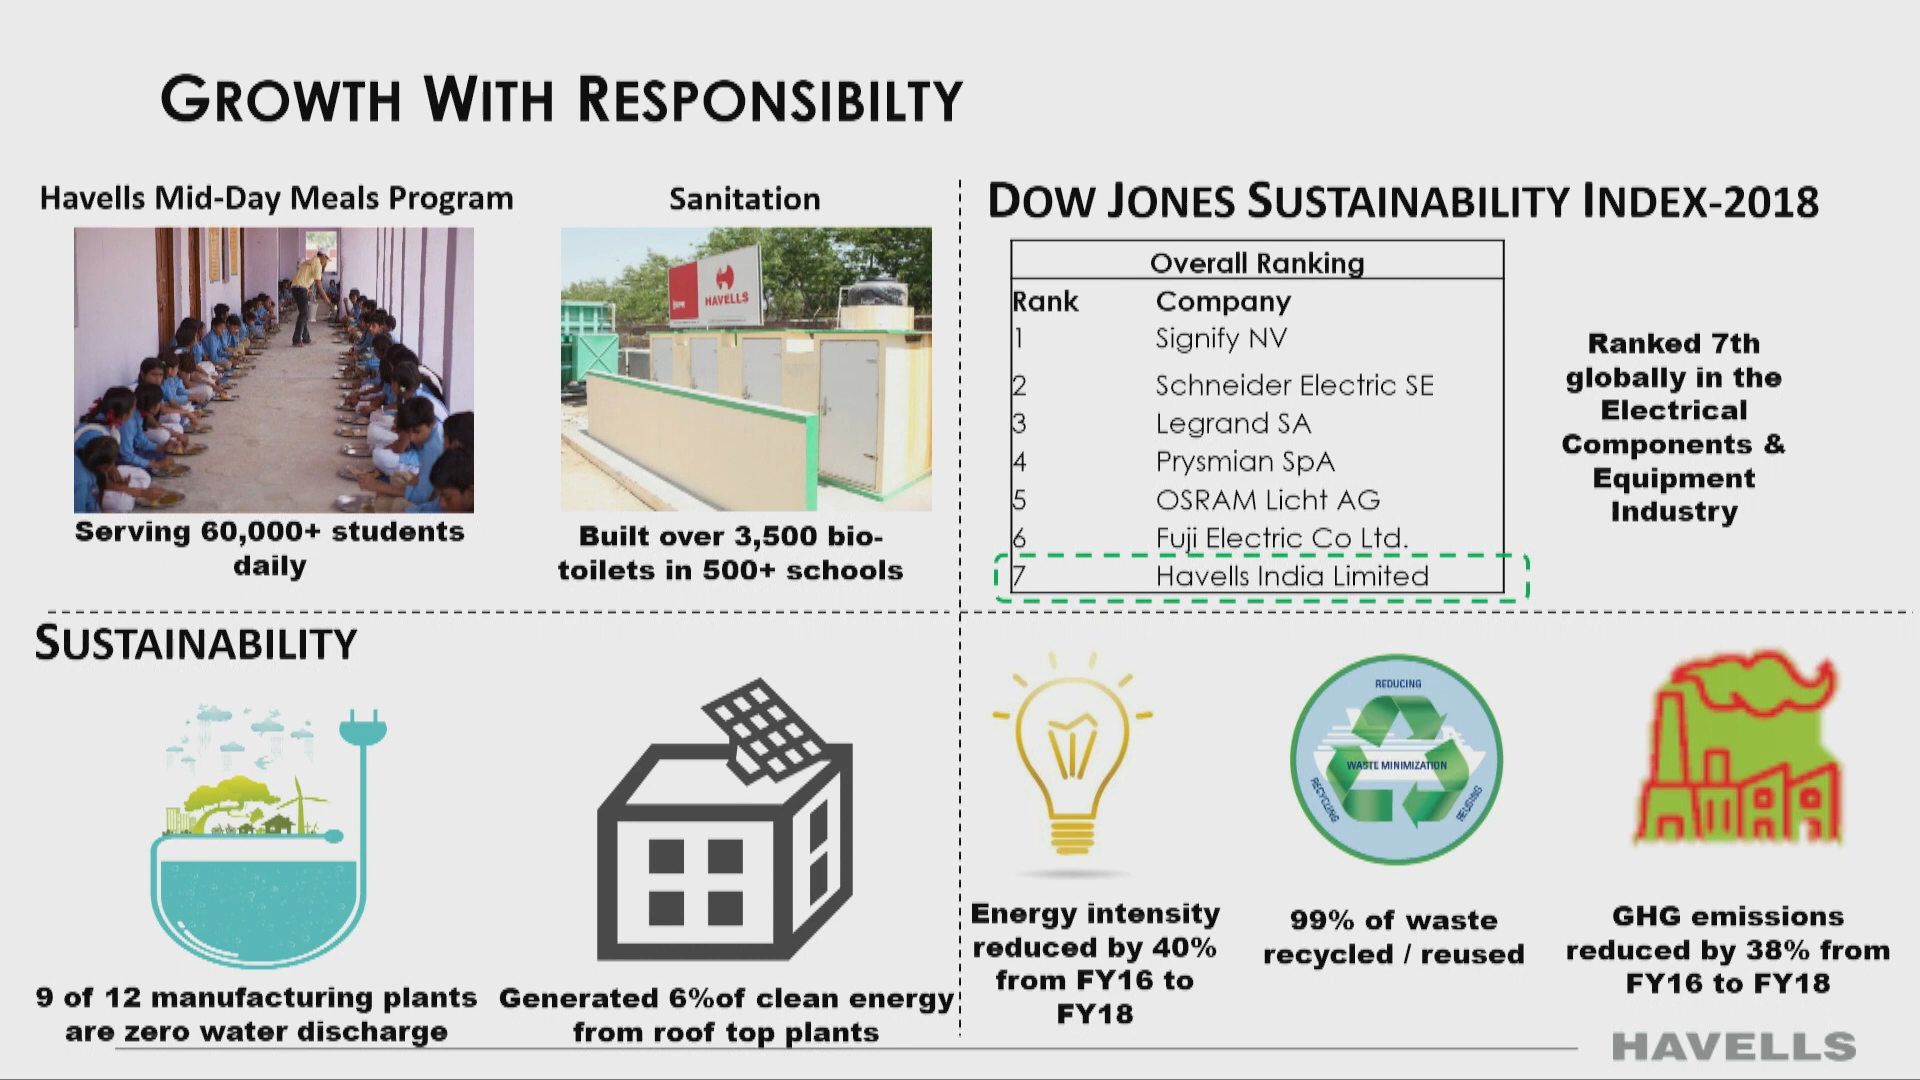 GROWTH WITH RESPONSIBILTY
Havells Mid-Day Meals Program
Serving 60,000+ students
daily
Sanitation
HAVELLS
Built over 3,500 bio-
toilets in 500+ schools
DOW JONES SUSTAINABILITY INDEX-2018
Overall Ranking
Rank Company
1 Signify NV
2 Schneider Electric SE
3 Legrand SA
4 Prysmian SpA
5 OSRAM Licht AG
6 Fuji Electric Co Ltd.
7 Havells India Limited
Ranked 7th
globally in the
Electrical
Components &
Equipment
Industry
SUSTAINABILITY
9 of 12 manufacturing plants
are zero water discharge
Generated 6%of clean energy
from roof top plants
Energy intensity
reduced by 40%
from FY16 to
FY18
REDUCING
WASTE MINIMIZATION
RECYCLING
REUSING
99% of waste
recycled / reused
GHG emissions
reduced by 38% from
FY16 to FY18
HAVELLS